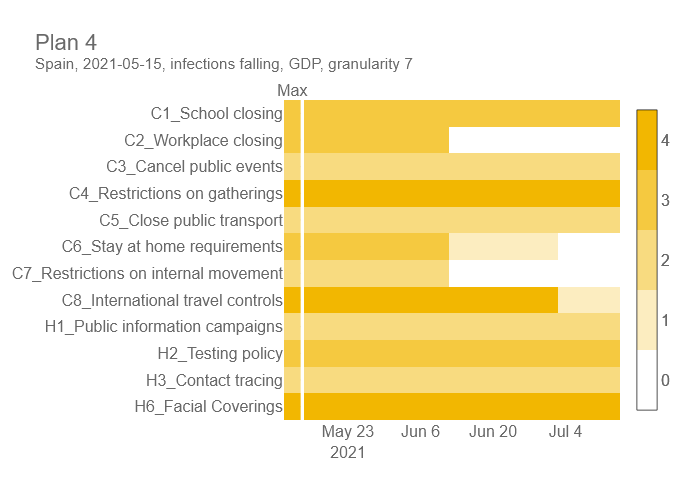 Plan 4
Spain, 2021-05-15, infections falling, GDP, granularity 7
Max
C1_School closing
C2_Workplace closing
C3_Cancel public events
C4_Restrictions on gatherings
C5_Close public transport
C6_Stay at home requirements
C7_Restrictions on internal movement
C8_International travel controls
H1_Public information campaigns
H2_Testing policy
H3_Contact tracing
H6_Facial Coverings
May 23 Jun 6 Jun 20 Jul 4
2021
4
3
2
1
0